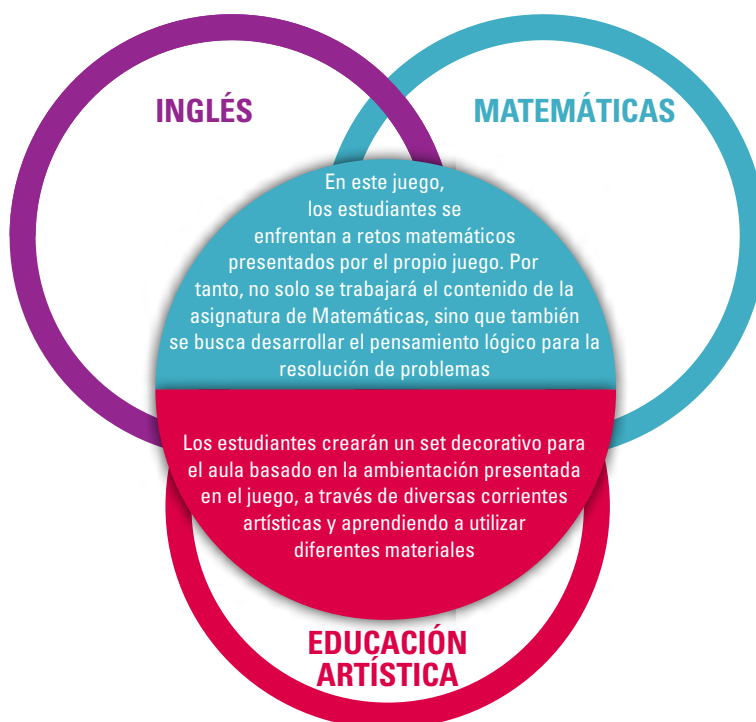 INGLÉS
MATEMÁTICAS
En este juego,
los estudiantes se
enfrentan a retos matemáticos
presentados por el propio juego. Por
tanto, no solo se trabajará el contenido de la
asignatura de Matemáticas, sino que también
se busca desarrollar el pensamiento lógico para la
resolución de problemas
Los estudiantes crearán un set decorativo para
el aula basado en la ambientación presentada
en el juego, a través de diversas corrientes
artísticas y aprendiendo a utilizar
diferentes materiales
EDUCACIÓN
ARTÍSTICA